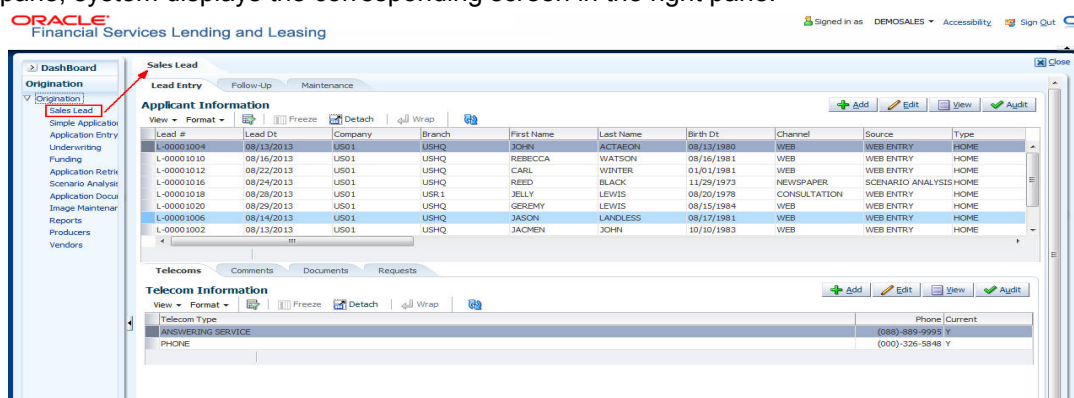 pane, system displays the corresponding screen in the right pane.
ORACLE
Financial Services Lending and Leasing
Signed in as DEMOSALES Accessibility Sign Out
Close
DashBoard
Origination
Origination
Sales Lead
Simple Application
Application Entry
Underwriting
Funding
Application Retrie
Scenario Analysis
Application Docu
Image Maintenan
Reports
Producers
Vendors
Sales Lead
Lead Entry Follow-Up Maintenance
Applicant Information
Add Edit View Audit
View Format Freeze Detach Wrap
Lead # Lead Dt Company Branch First Name Last Name Birth Dt Channel Source Type
L-00001004 08/13/2013 US01 USHQ JOHN ACTAEON 08/13/1980 WEB WEB ENTRY HOME
L-00001010 08/16/2013 US01 USHQ REBECCA WATSON 08/16/1981 WEB WEB ENTRY HOME
L-00001012 08/22/2013 US01 USHQ CARL WINTER 01/01/1981 WEB WEB ENTRY HOME
L-00001016 08/24/2013 US01 USHQ REED BLACK 11/29/1973 NEWSPAPER SCENARIO ANALYSIS HOME
L-00001018 08/28/2013 US01 USR1 JELLY LEWIS 08/20/1978 CONSULTATION WEB ENTRY HOME
L-00001020 08/29/2013 US01 USHQ GEREMY LEWIS 08/15/1984 WEB WEB ENTRY HOME
L-00001006 08/14/2013 US01 USHQ JASON LANDLESS 08/17/1981 WEB WEB ENTRY HOME
L-00001002 08/13/2013 US01 USHQ JACMEN JOHN 10/10/1983 WEB WEB ENTRY HOME
Telecoms Comments Documents Requests
Telecom Information
Add Edit View Audit
View Format Freeze Detach Wrap
Telecom Type Phone Current
ANSWERING SERVICE (088)-889-9995 Y
PHONE (000)-326-5848 Y